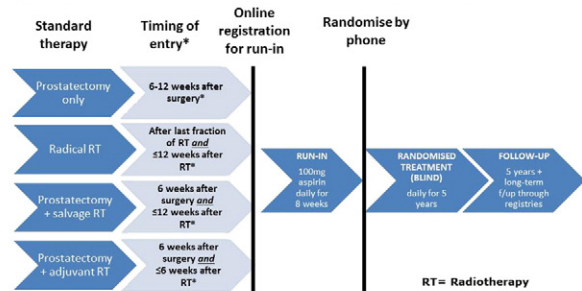 Standard
therapy
Timing of
entry*
Online
registration
for run-in
Randomise by
phone
Prostatectomy
only
6-12 weeks after
surgery*
Radical RT
After last fraction
of RT and
≤12 weeks after
RT*
Prostatectomy
+ salvage RT
6 weeks after
surgery and
≤12 weeks after
RT*
Prostatectomy
+ adjuvant RT
6 weeks after
surgery and
≤6 weeks after
RT*
RUN-IN
100mg
aspirin
daily for
8 weeks
RANDOMISED
TREATMENT
(BLIND)
daily for 5
years
FOLLOW-UP
5 years +
long-term
f/up through
registries
RT= Radiotherapy